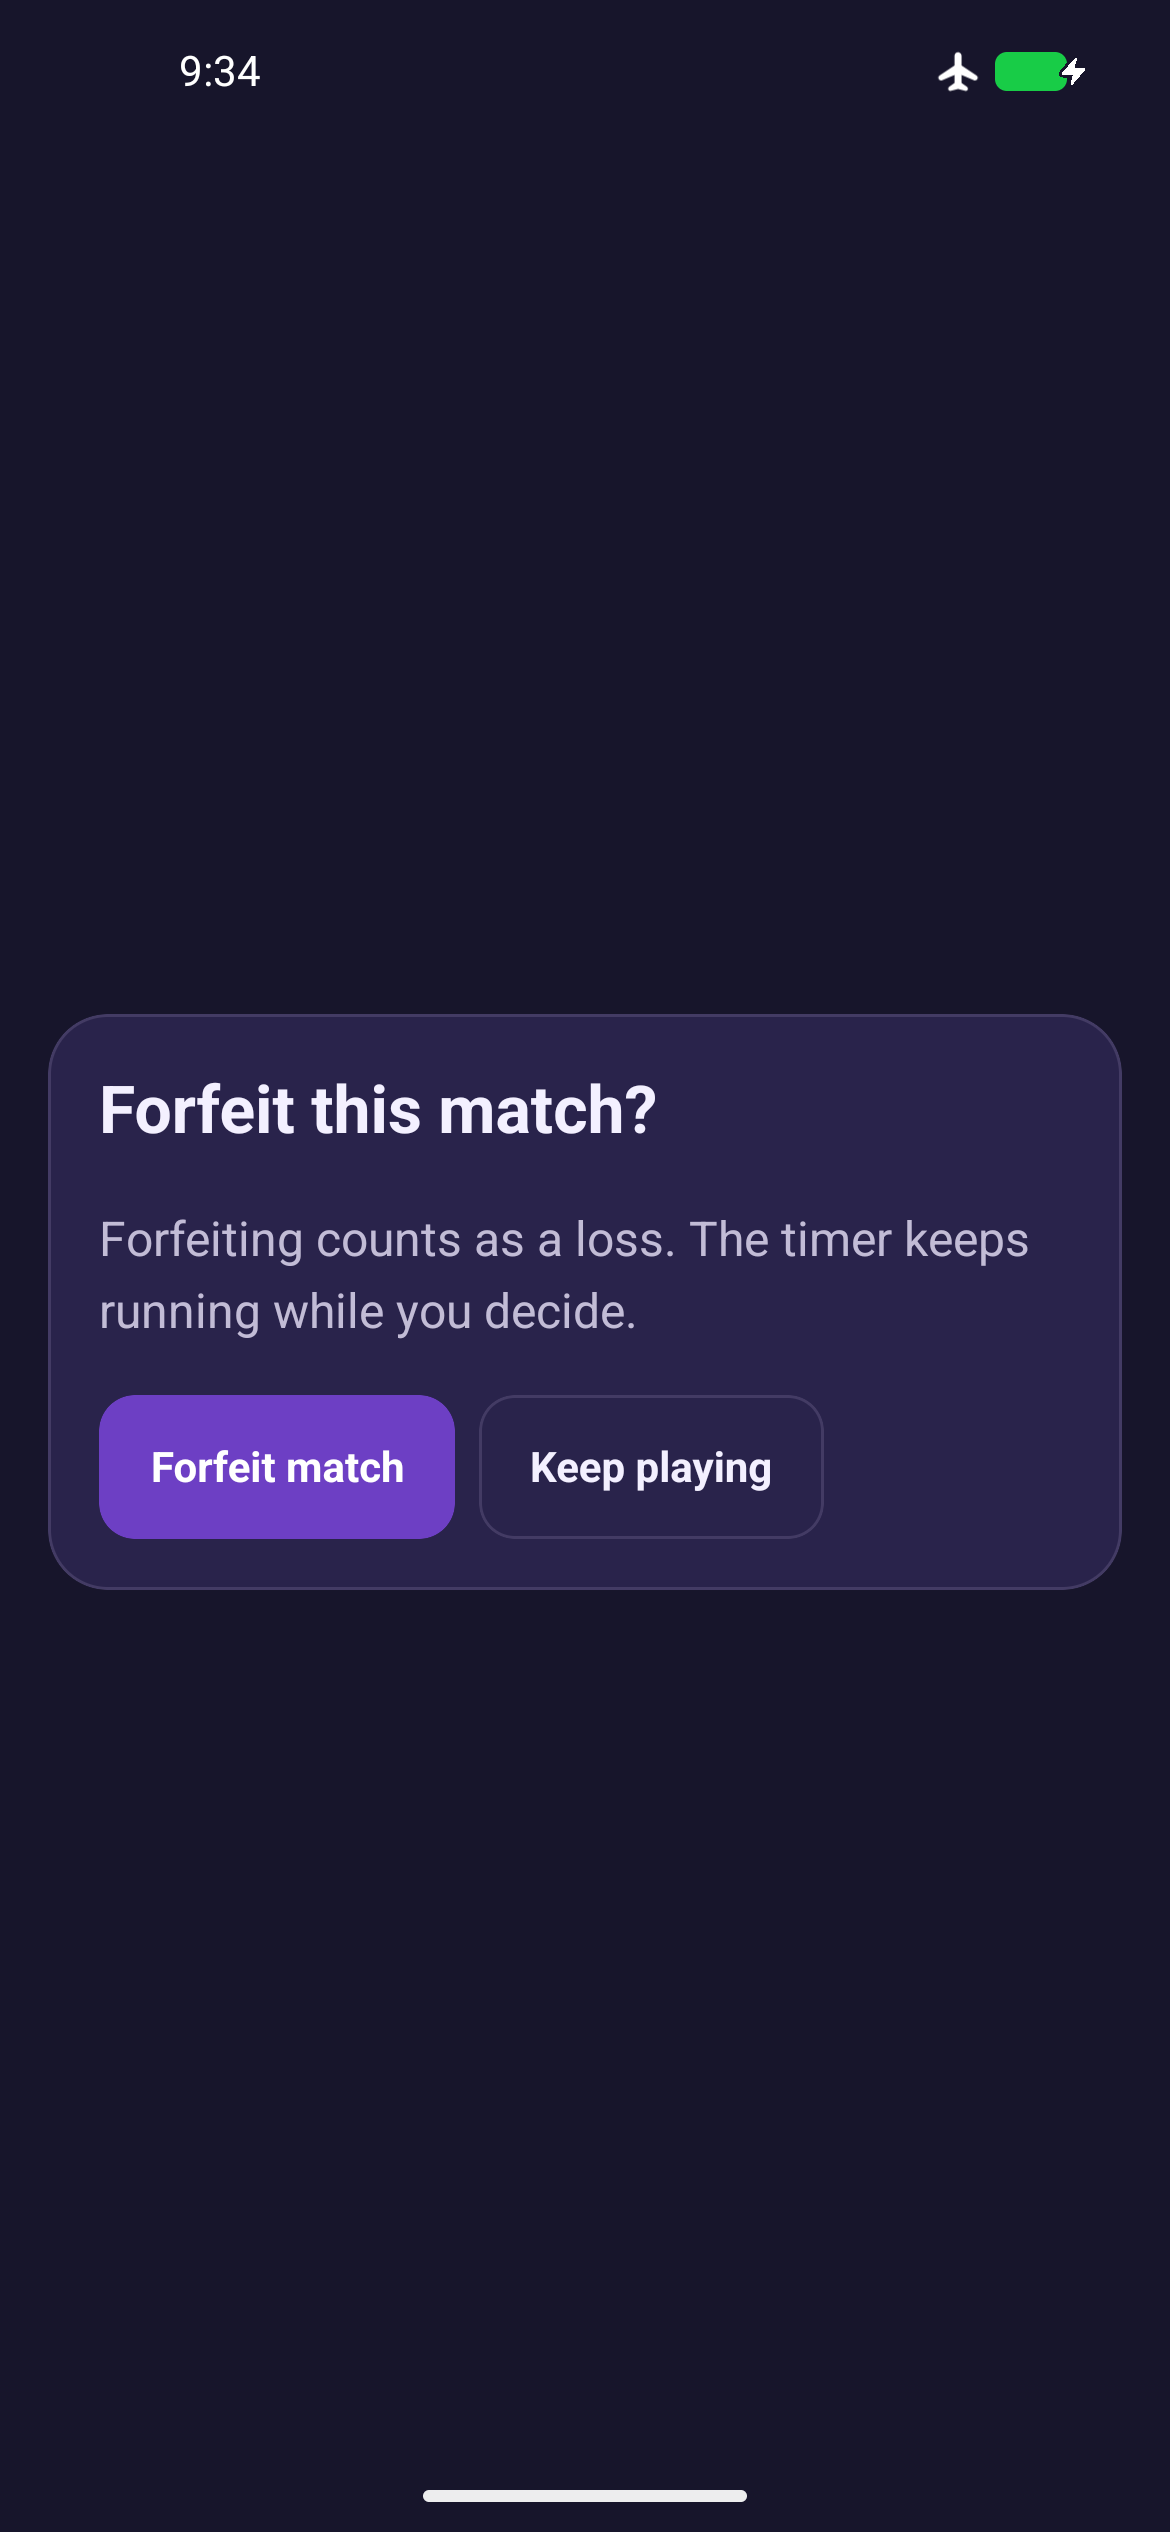 9:34
Forfeit this match?
Forfeiting counts as a loss. The timer keeps
running while you decide.
Forfeit match
Keep playing